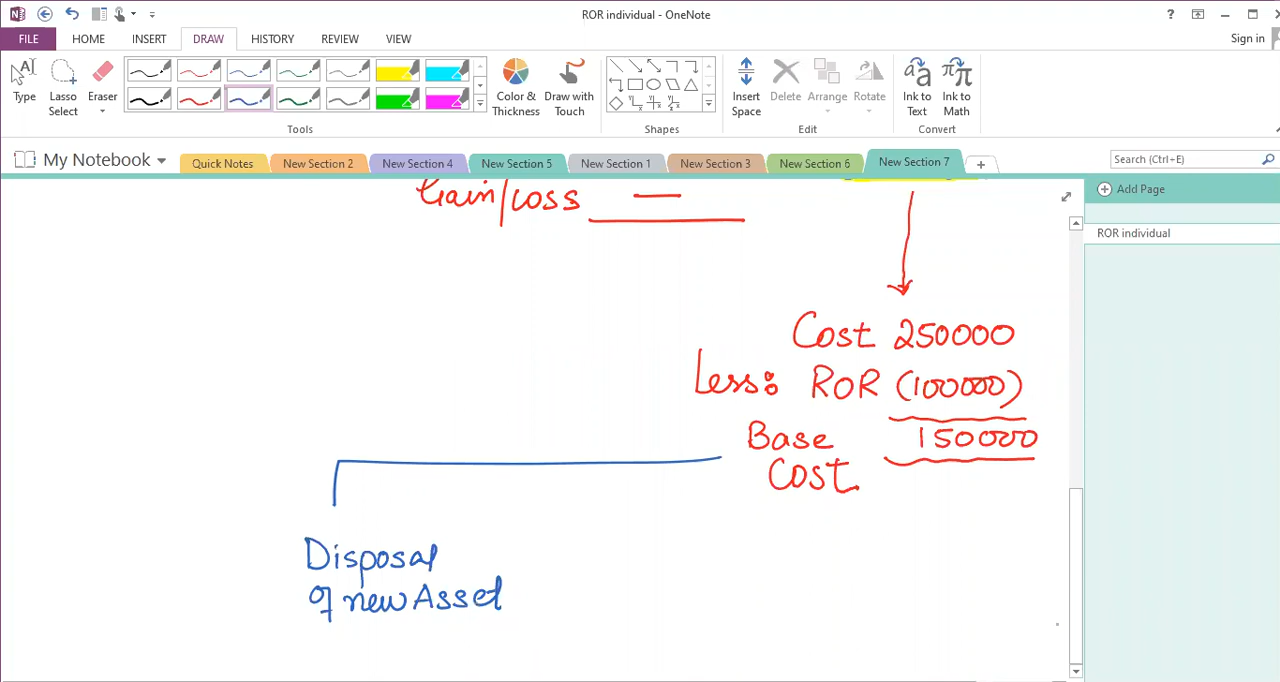 ROR individual - OneNote
?
Sign in
FILE HOME INSERT DRAW HISTORY REVIEW VIEW
Type
Lasso Select
Eraser
Color & Thickness
Draw with Touch
Insert Space
Delete
Arrange
Rotate
Ink to Text
Ink to Math
Tools
Shapes
Edit
Convert
My Notebook
Quick Notes
New Section 2
New Section 4
New Section 5
New Section 1
New Section 3
New Section 6
New Section 7
Search (Ctrl+E)
Add Page
ROR individual
Gain/Loss
Cost 250000
Less: ROR (100000)
Base 150000
Cost.
Disposal
of new Asset